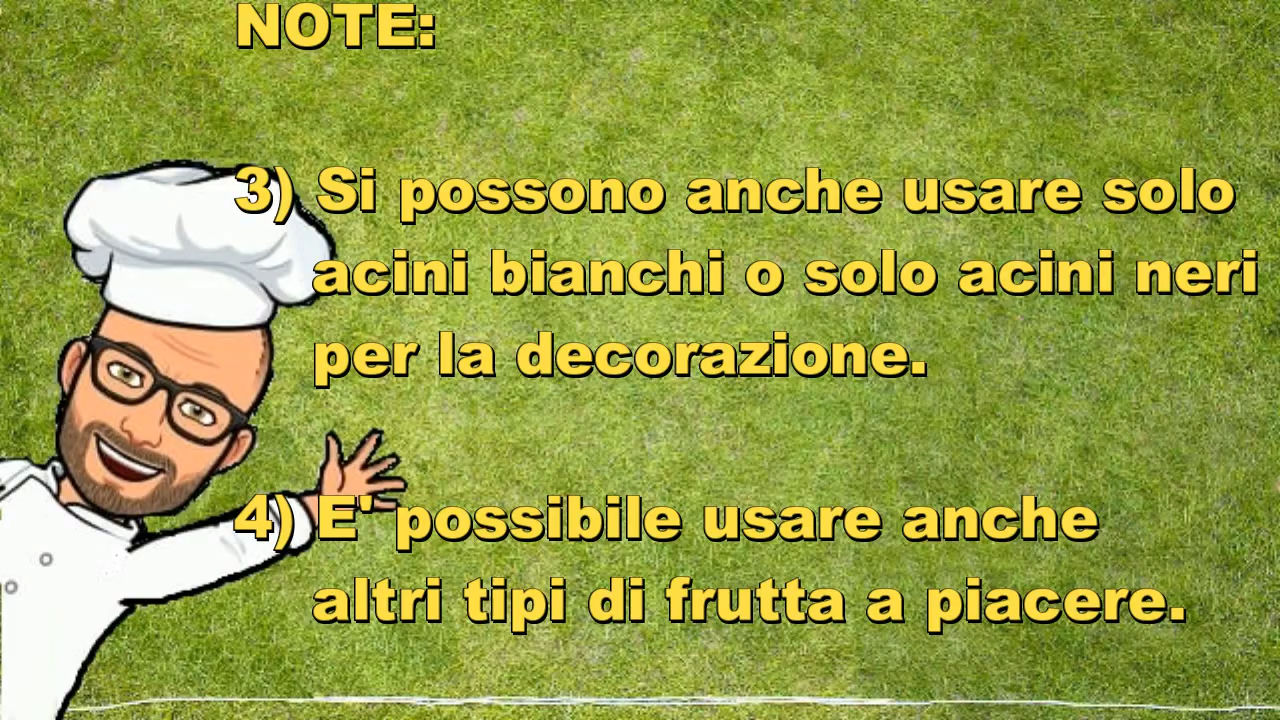 NOTE:
3) Si possono anche usare solo
acini bianchi o solo acini neri
per la decorazione.
4) E' possibile usare anche
altri tipi di frutta a piacere.